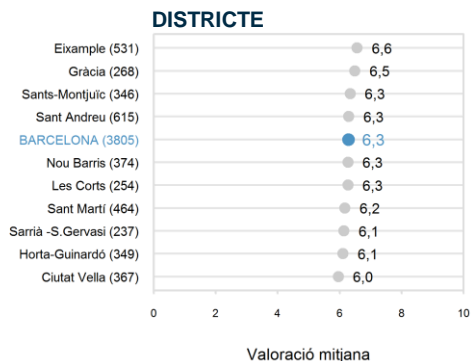 DISTRICTE
Eixample (531) 6,6
Gràcia (268) 6,5
Sants-Montjuïc (346) 6,3
Sant Andreu (615) 6,3
BARCELONA (3805) 6,3
Nou Barris (374) 6,3
Les Corts (254) 6,3
Sant Martí (464) 6,2
Sarrià -S.Gervasi (237) 6,1
Horta-Guinardó (349) 6,1
Ciutat Vella (367) 6,0
0 2 4 6 8 10
Valoració mitjana